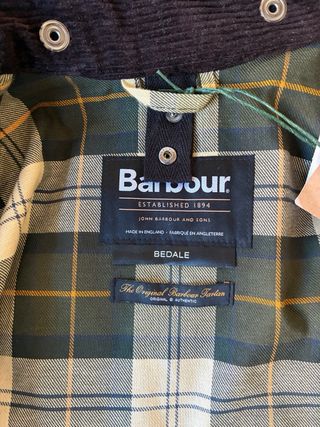 Barbour®
ESTABLISHED 1894
JOHN BARBOUR AND SONS
MADE IN ENGLAND · FABRIQUÉ EN ANGLETERRE
BEDALE
The Original Barbour Tartan
ORIGINAL & AUTHENTIC